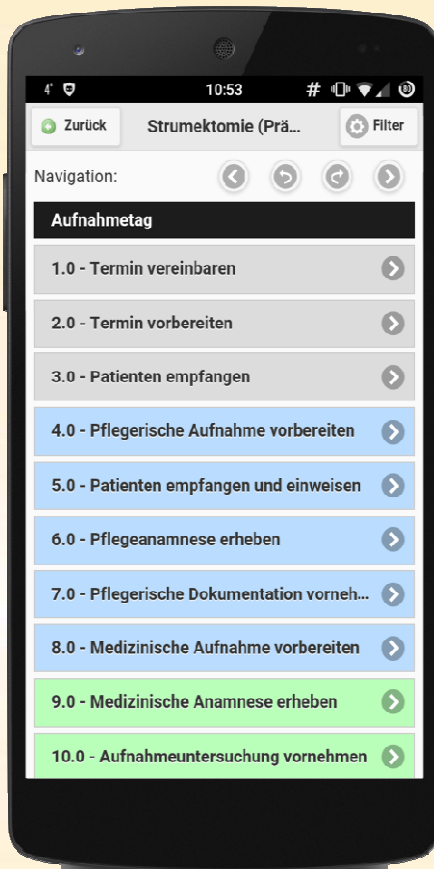 4° 10:53 # 80
Zurück Strumektomie (Prä... Filter
Navigation:
Aufnahmetag
1.0 - Termin vereinbaren
2.0 - Termin vorbereiten
3.0 - Patienten empfangen
4.0 - Pflegerische Aufnahme vorbereiten
5.0 - Patienten empfangen und einweisen
6.0 - Pflegeanamnese erheben
7.0 - Pflegerische Dokumentation vorneh...
8.0 - Medizinische Aufnahme vorbereiten
9.0 - Medizinische Anamnese erheben
10.0 - Aufnahmeuntersuchung vornehmen